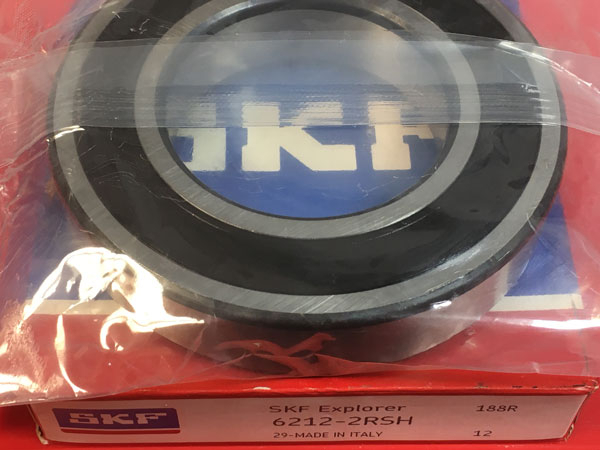 SKF
SKF
SKF Explorer
188R
6212-2RSH
29-MADE IN ITALY
12